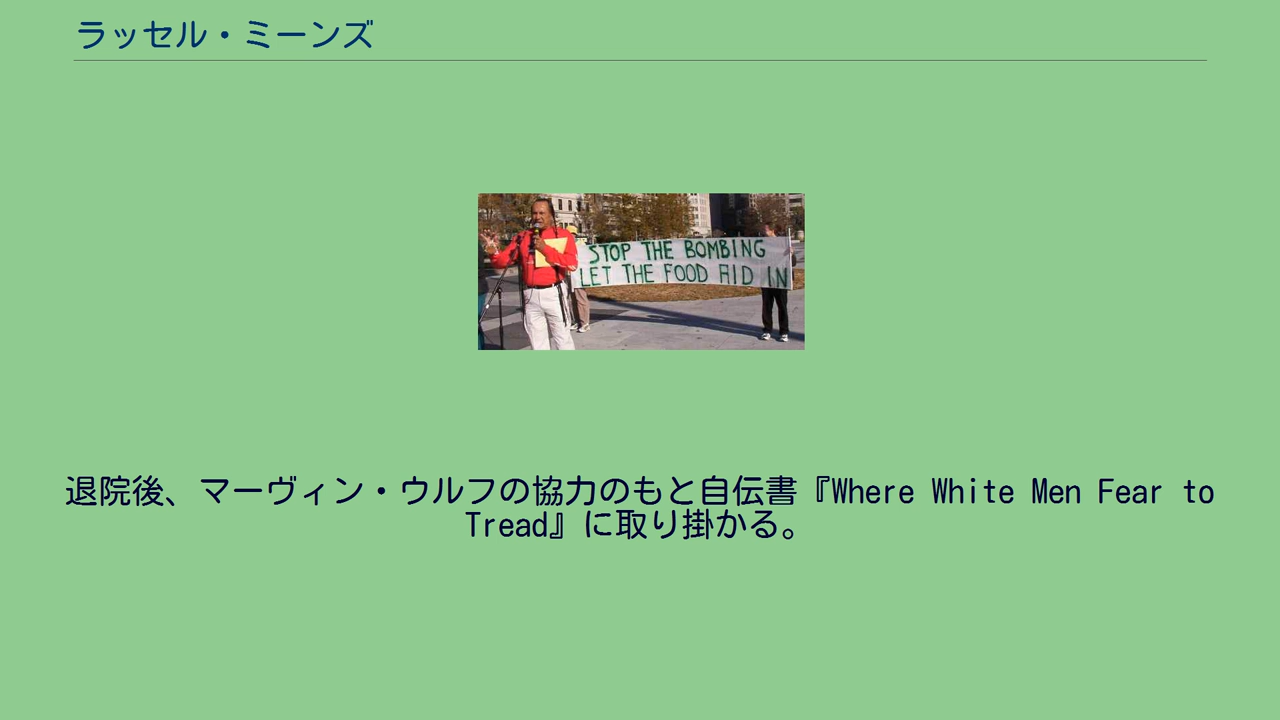 ラッセル・ミーンズ
STOP THE BOMBING
LET THE FOOD AID IN
退院後、マーヴィン・ウルフの協力のもと自伝書『Where White Men Fear to
Tread』に取り掛かる。